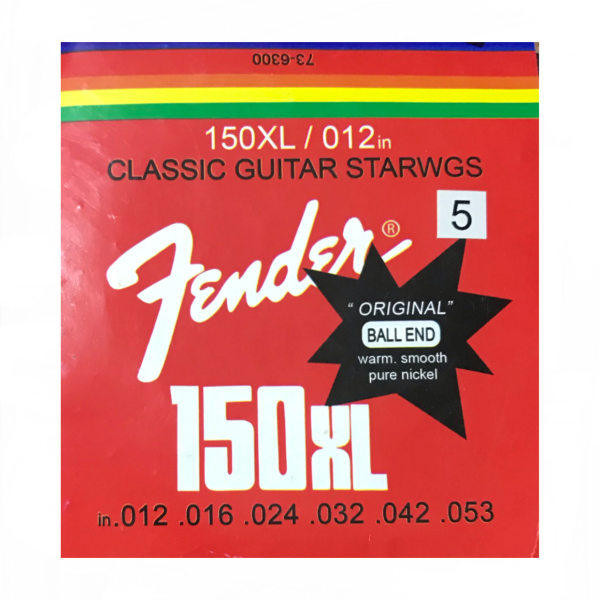 73-6300
150XL / 012in
CLASSIC GUITAR STARWGS
5
Fender®
" ORIGINAL"
BALL END
warm. smooth
pure nickel
150XL
in.012 .016 .024 .032 .042 .053